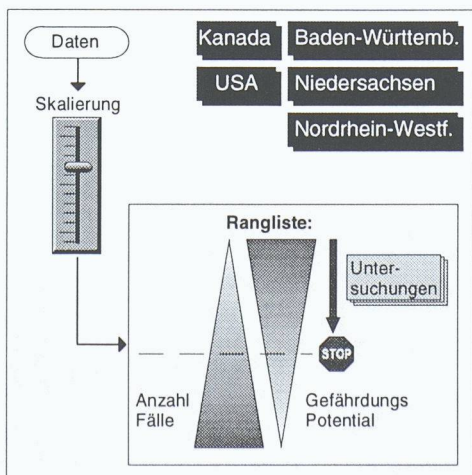 Daten
Kanada
Baden-Württemb.
USA
Niedersachsen
Skalierung
Nordrhein-Westf.
Rangliste:
Unter-
suchungen
STOP
Anzahl
Fälle
Gefährdungs
Potential